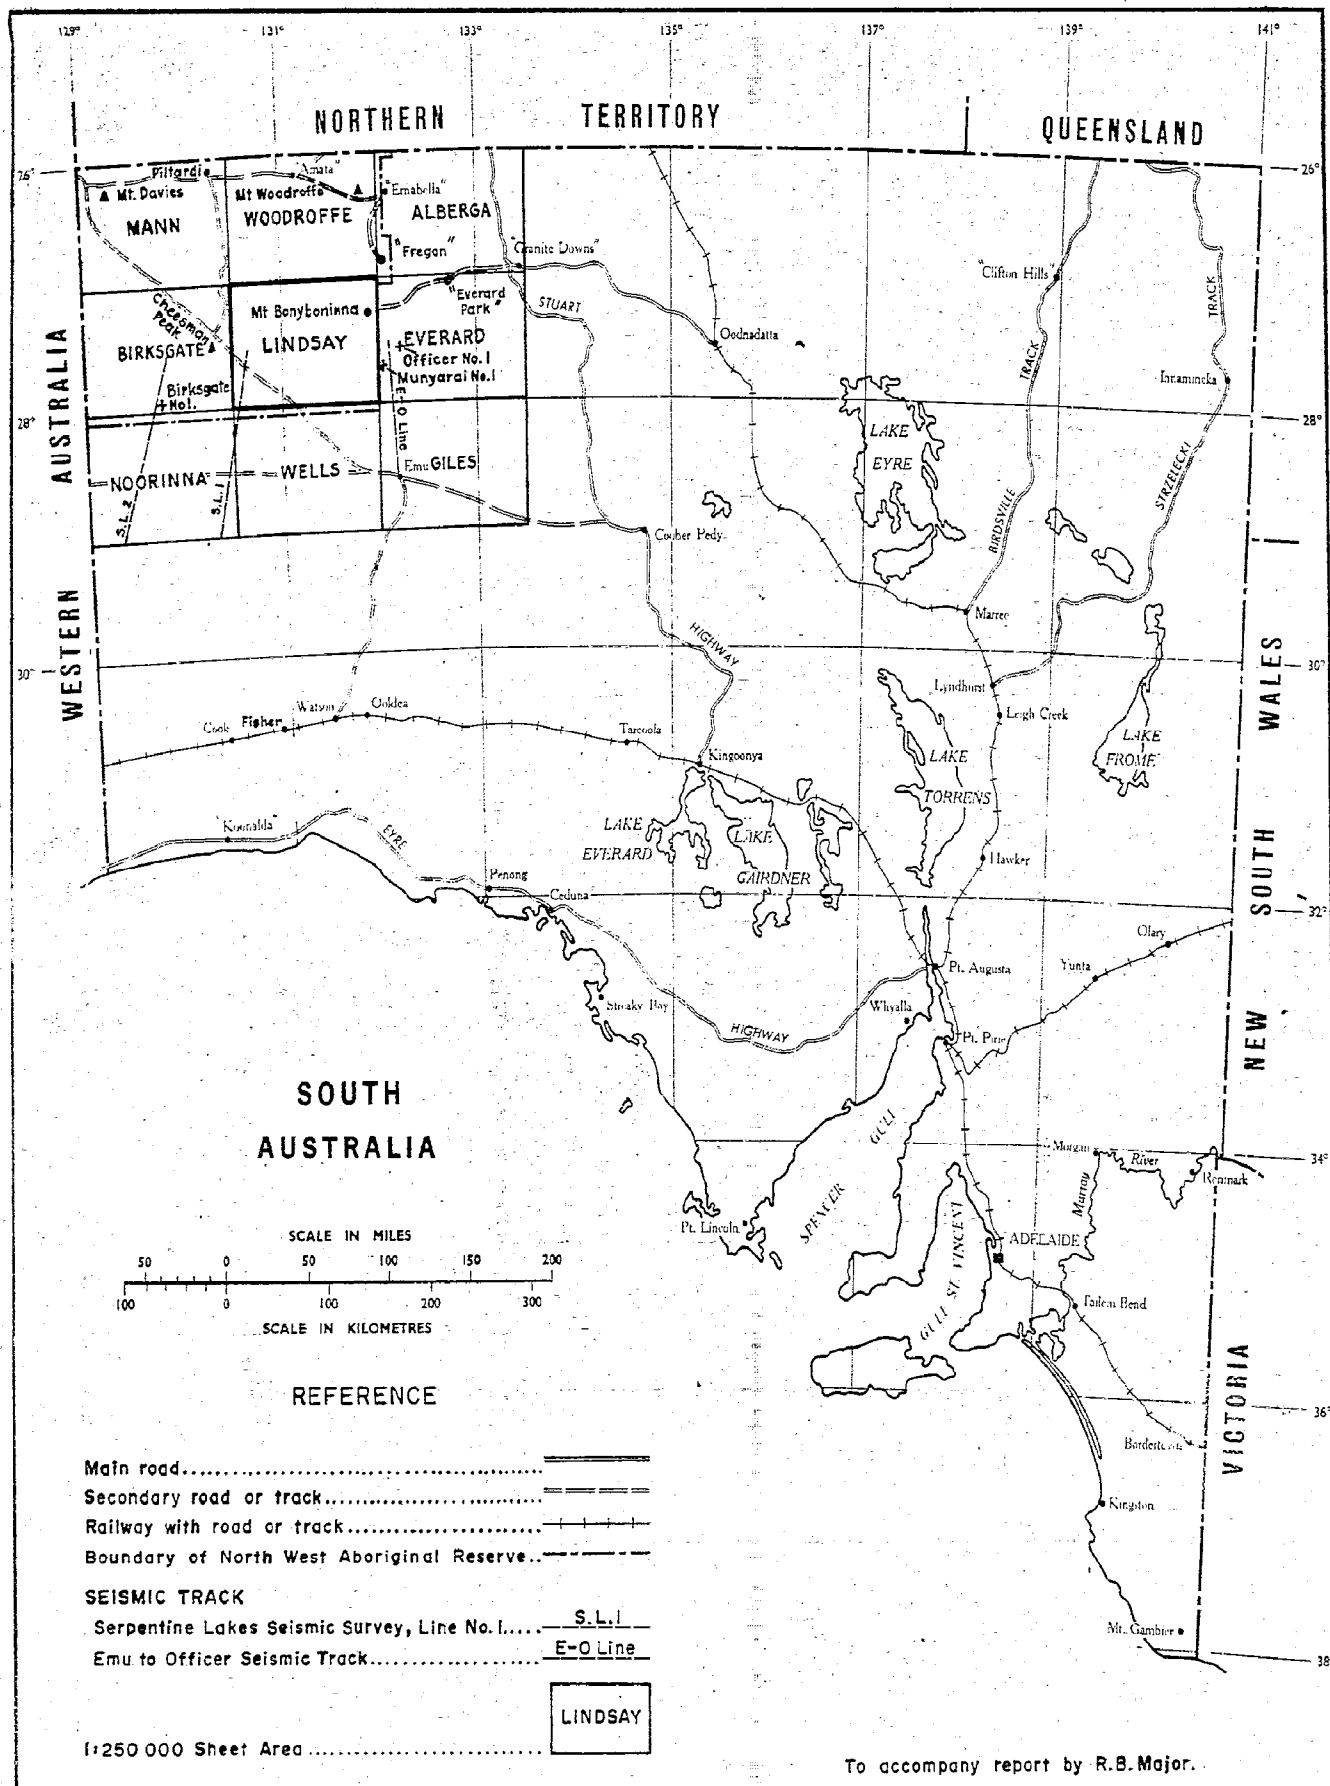 129° 131° 133° 135° 137° 139° 141°
NORTHERN TERRITORY QUEENSLAND
26° 26°
Piltardi "Amata"
Mt. Davies Mt Woodroffe "Ernabella"
MANN WOODROFFE ALBERGA
"Fregon" "Granite Downs"
"Clifton Hills"
"Everard
Park"
STUART
TRACK
TRACK
Cheesman
Peak
Mt Bonyboninna
BIRKSGATE LINDSAY EVERARD
Officer No.1
Munyarai No.1
Oodnadatta
Birksgate
No1.
Innamincka
E-O Line
28° 28°
AUSTRALIA
LAKE
EYRE
STRZELECKI
BIRDSVILLE
NOORINNA WELLS Emu GILES
S.L.2 S.L.1
Coober Pedy
WESTERN
Marree
HIGHWAY
30° 30°
Lyndhurst
Leigh Creek
WALES
Cook Fisher Watson Ooldea
Tarcoola
Kingoonya
LAKE
TORRENS
LAKE
FROME
"Koonalda"
EYRE
LAKE
EVERARD
LAKE
GAIRDNER
Hawker
Penong
Ceduna
SOUTH
32°
Olary
Yunta
Pt. Augusta
Streaky Bay
Whyalla
HIGHWAY
Pt. Pirie
NEW
SOUTH
AUSTRALIA
SPENCER GULF
Morgan
River
34°
Renmark
Murray
Pt. Lincoln
GULF ST. VINCENT
ADELAIDE
SCALE IN MILES
50 0 50 100 150 200
100 0 100 200 300
SCALE IN KILOMETRES
Tailem Bend
VICTORIA
REFERENCE
36°
Bordertown
Main road
Secondary road or track
Railway with road or track
Boundary of North West Aboriginal Reserve
Kingston
SEISMIC TRACK
Serpentine Lakes Seismic Survey, Line No.1..... S.L.1
Emu to Officer Seismic Track E-O Line
Mt. Gambier
38°
LINDSAY
1:250 000 Sheet Area
To accompany report by R.B. Major.